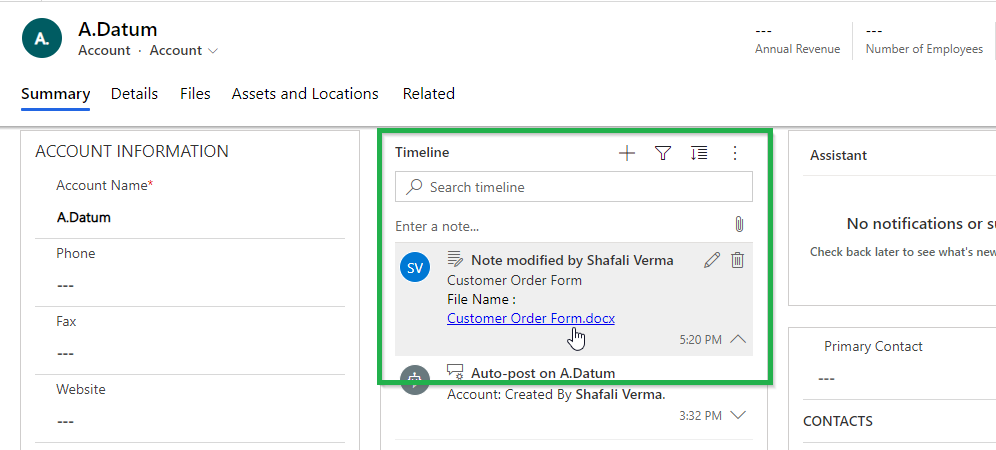 A.
A.Datum
Account · Account
---
Annual Revenue
---
Number of Employees
Summary
Details
Files
Assets and Locations
Related
ACCOUNT INFORMATION
Account Name*
A.Datum
Phone
---
Fax
---
Website
---
Timeline
Search timeline
Enter a note...
SV
Note modified by Shafali Verma
Customer Order Form
File Name :
Customer Order Form.docx
5:20 PM
Auto-post on A.Datum
Account: Created By Shafali Verma.
3:32 PM
Assistant
No notifications or su
Check back later to see what's new
Primary Contact
---
CONTACTS